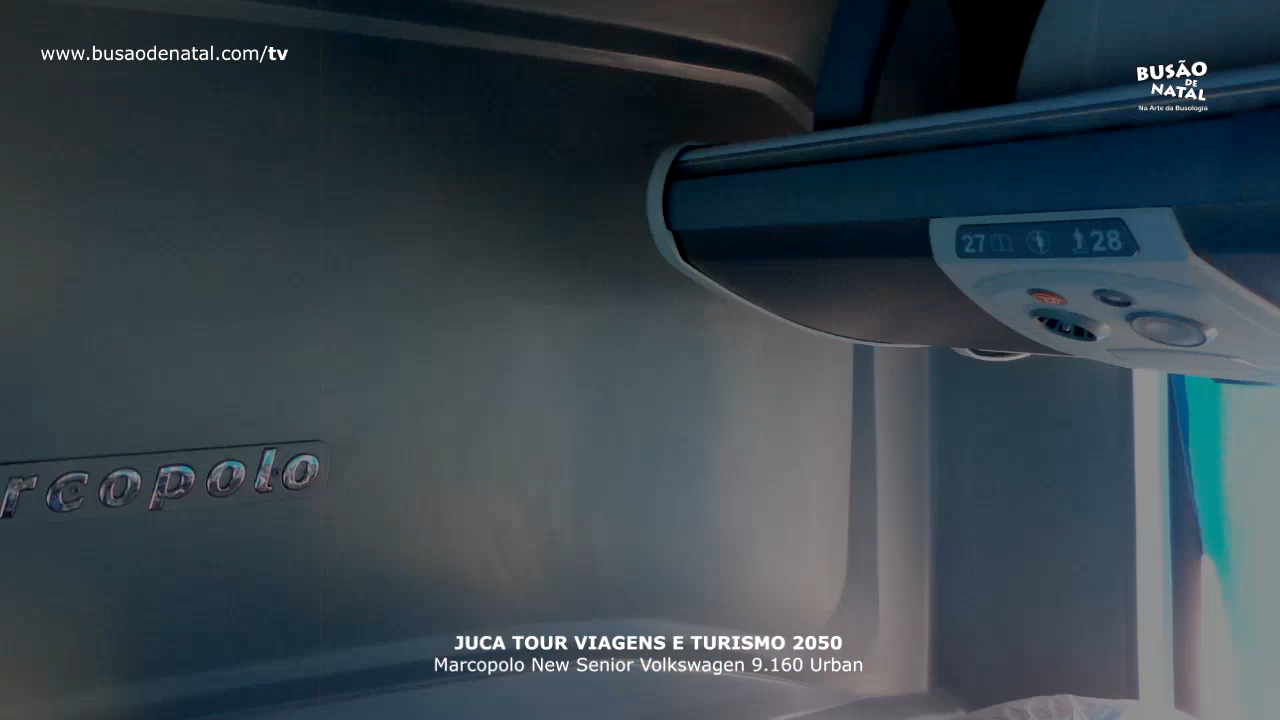 www.busaodenatal.com/tv
BUSÃO
DE
NATAL
Na Arte da Busologia
27 28
rcopolo
JUCA TOUR VIAGENS E TURISMO 2050
Marcopolo New Senior Volkswagen 9.160 Urban